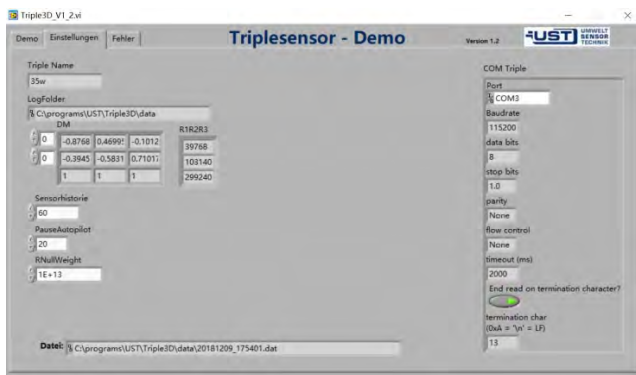 Triple3D_V1_2.vi
Demo Einstellungen Fehler
Triplesensor - Demo
Version 1.2
UST UMWELT SENSOR TECHNIK
Triple Name
35w
LogFolder
C:\programs\UST\Triple3D\data
DM
0 -0.8768 0.4699 -0.1012
0 -0.3945 -0.5831 0.7101
1 1 1
R1R2R3
39768
103140
299240
Sensorhistorie
60
PauseAutopilot
20
RNullWeight
1E+13
Datei: C:\programs\UST\Triple3D\data\20181209_175401.dat
COM Triple
Port
COM3
Baudrate
115200
data bits
8
stop bits
1.0
parity
None
flow control
None
timeout (ms)
2000
End read on termination character?
termination char
(0xA = '\n' = LF)
13